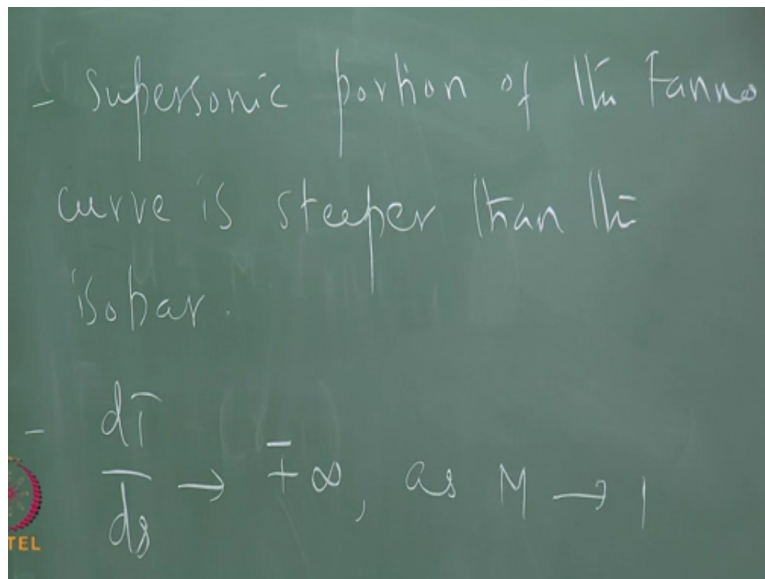 - Supersonic portion of the Fanno
curve is steeper than the
isobar.
- dT/ds → ∓∞, as M → 1
TEL